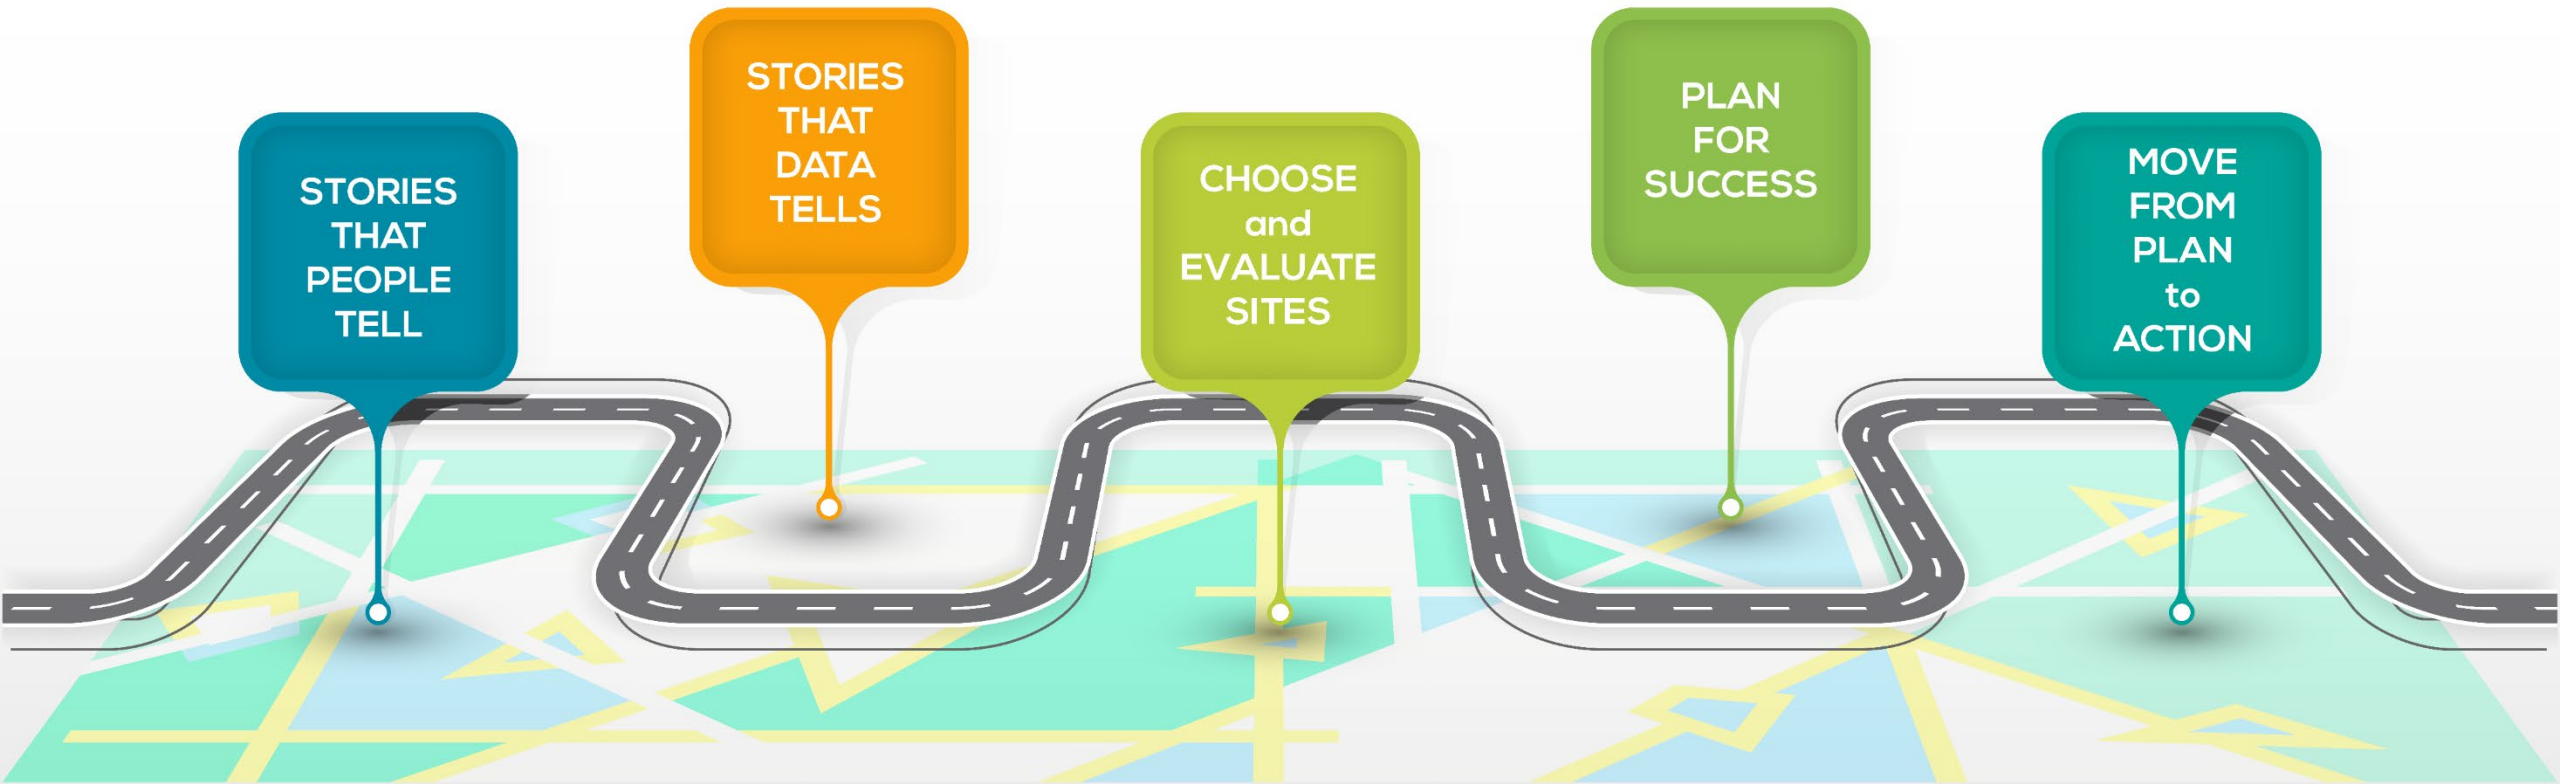 STORIES
THAT
PEOPLE
TELL
STORIES
THAT
DATA
TELLS
CHOOSE
and
EVALUATE
SITES
PLAN
FOR
SUCCESS
MOVE
FROM
PLAN
to
ACTION